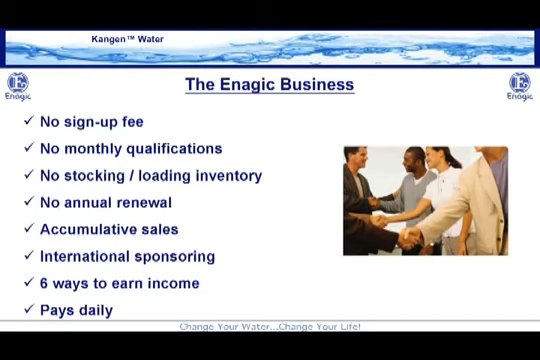 Kangen™ Water
The Enagic Business
Enagic
Enagic
✓ No sign-up fee
✓ No monthly qualifications
✓ No stocking / loading inventory
✓ No annual renewal
✓ Accumulative sales
✓ International sponsoring
✓ 6 ways to earn income
✓ Pays daily
Change Your Water...Change Your Life!